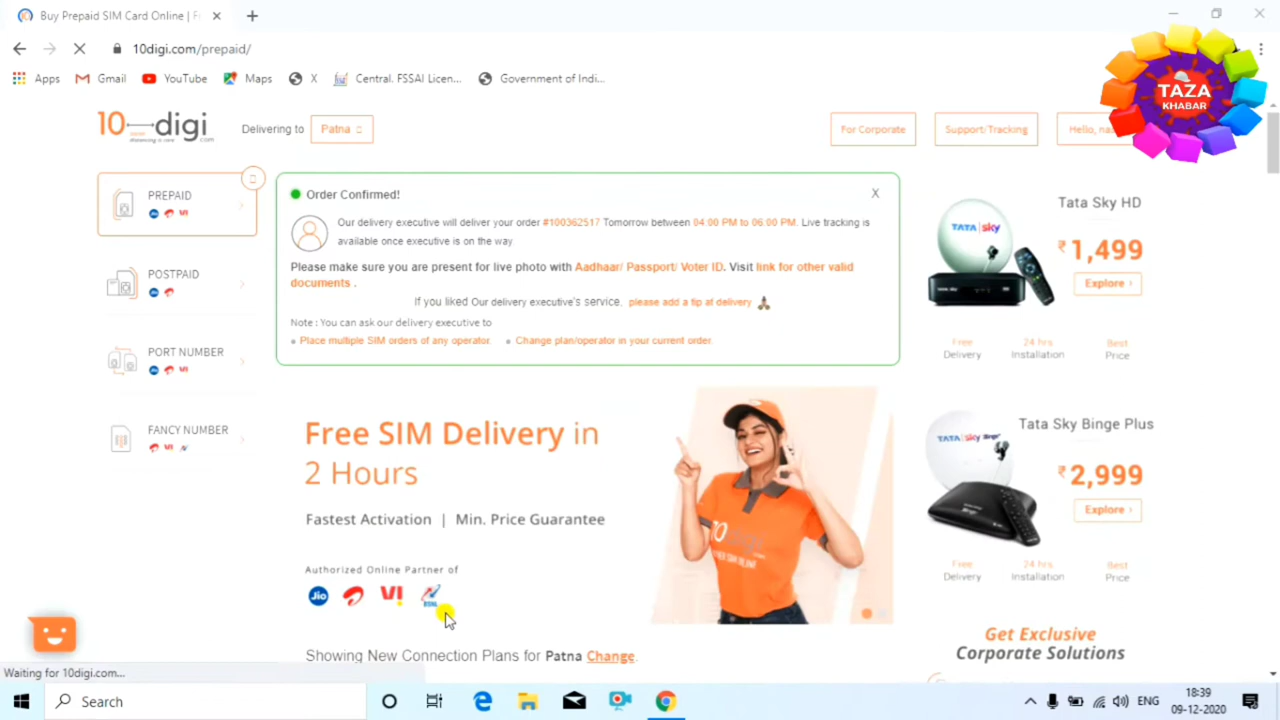 Buy Prepaid SIM Card Online | Fr
10digi.com/prepaid/
Apps
Gmail
YouTube
Maps
X
Central. FSSAI Licen...
Government of Indi...
TAZA
KHABAR
10 digi
.com
Delivering to
Patna
For Corporate
Support/Tracking
Hello,
PREPAID
POSTPAID
PORT NUMBER
FANCY NUMBER
Order Confirmed!
X
Our delivery executive will deliver your order #100362517 Tomorrow between 04:00 PM to 06:00 PM. Live tracking is
available once executive is on the way.
Please make sure you are present for live photo with Aadhaar/ Passport/ Voter ID. Visit link for other valid
documents .
If you liked Our delivery executive's service, please add a tip at delivery
Note : You can ask our delivery executive to
Place multiple SIM orders of any operator.
Change plan/operator in your current order.
Free SIM Delivery in
2 Hours
Fastest Activation | Min. Price Guarantee
Authorized Online Partner of
Jio
VI!
BSNL
Showing New Connection Plans for Patna Change.
Tata Sky HD
TATA sky
₹1,499
Explore
Free
Delivery
24 hrs
Installation
Best
Price
Tata Sky Binge Plus
TATA sky
₹2,999
Explore
Free
Delivery
24 hrs
Installation
Best
Price
Get Exclusive
Corporate Solutions
Waiting for 10digi.com...
Search
ENG
18:39
09-12-2020